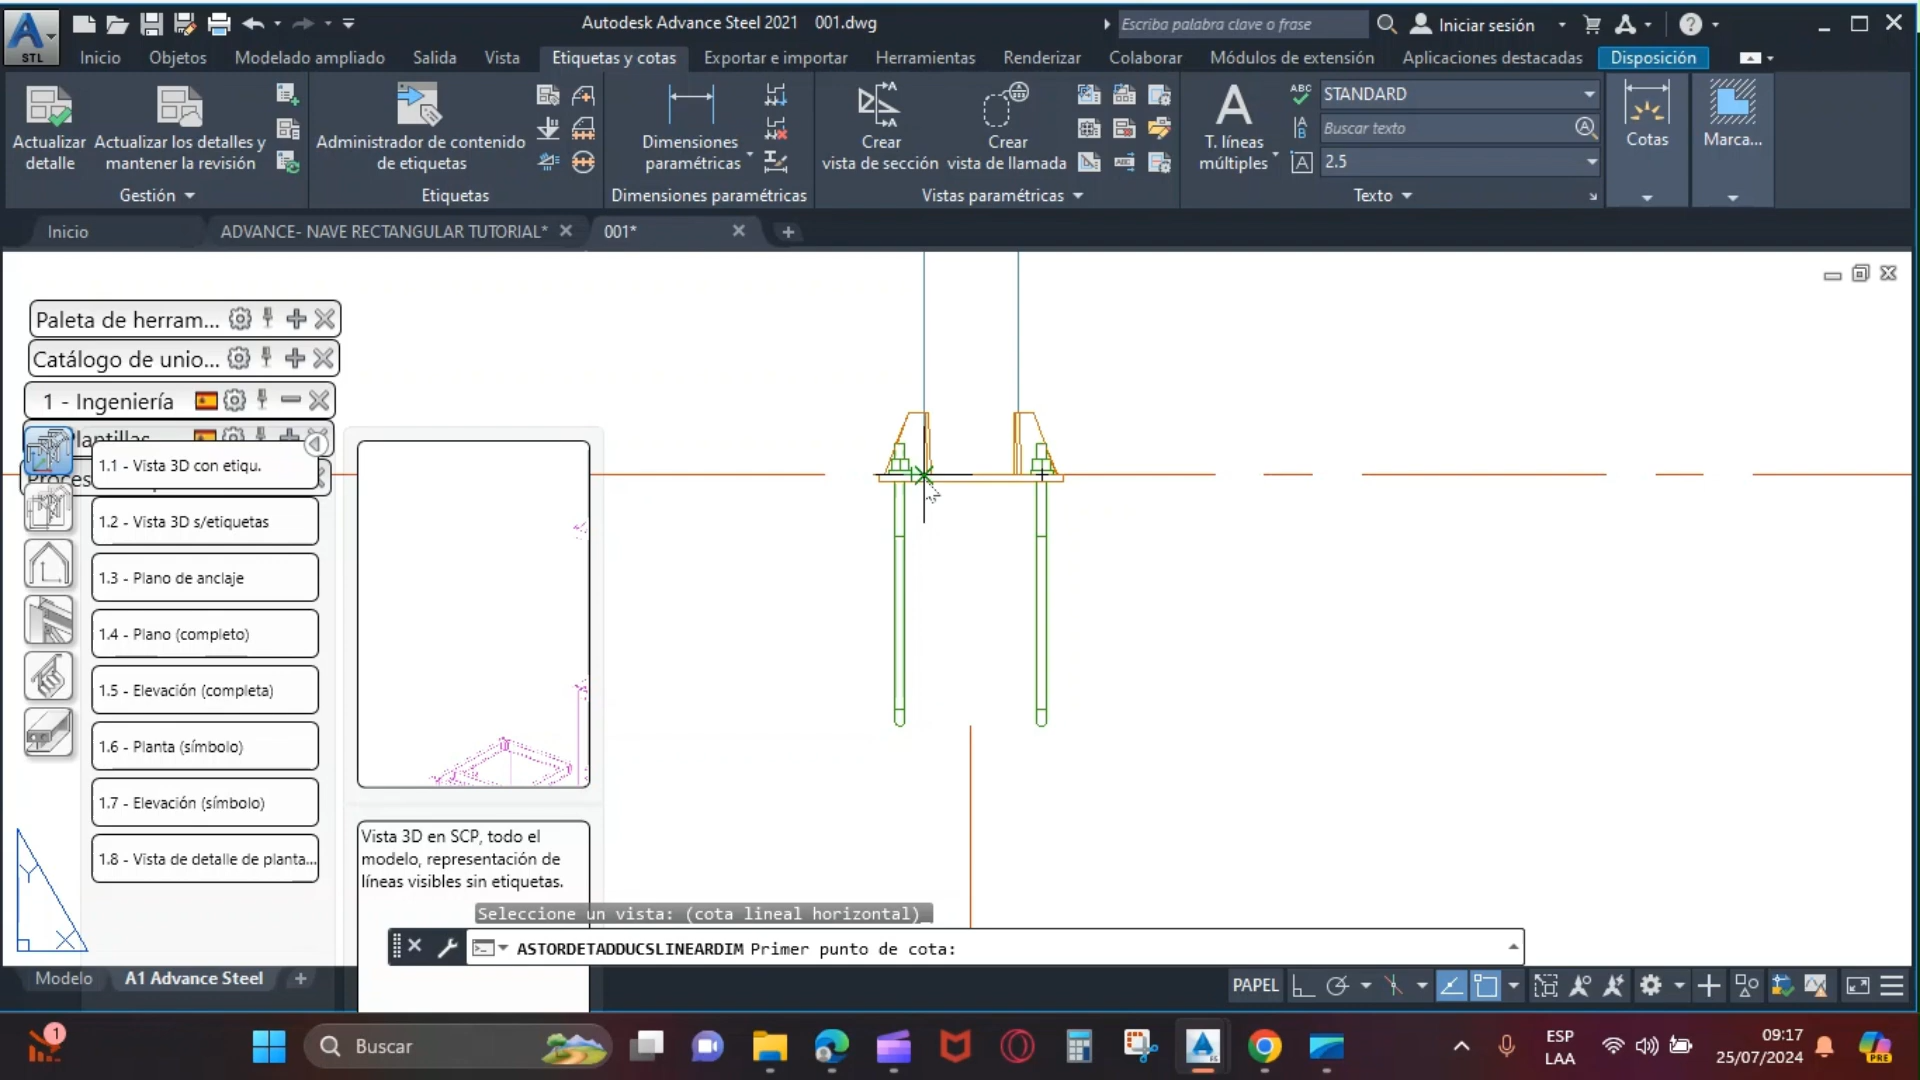 STL
Autodesk Advance Steel 2021 001.dwg
Escriba palabra clave o frase
Iniciar sesión
Inicio Objetos Modelado ampliado Salida Vista Etiquetas y cotas Exportar e importar Herramientas Renderizar Colaborar Módulos de extensión Aplicaciones destacadas Disposición
Actualizar
detalle
Actualizar los detalles y
mantener la revisión
Administrador de contenido
de etiquetas
Dimensiones
paramétricas
Crear
vista de sección
Crear
vista de llamada
T. líneas
múltiples
STANDARD
Buscar texto
2.5
Cotas
Marca...
Gestión
Etiquetas
Dimensiones paramétricas
Vistas paramétricas
Texto
Inicio
ADVANCE- NAVE RECTANGULAR TUTORIAL*
001*
Paleta de herram...
Catálogo de unio...
1 - Ingeniería
1.1 - Vista 3D con etiqu.
1.2 - Vista 3D s/etiquetas
1.3 - Plano de anclaje
1.4 - Plano (completo)
1.5 - Elevación (completa)
1.6 - Planta (símbolo)
1.7 - Elevación (símbolo)
1.8 - Vista de detalle de planta...
Vista 3D en SCP, todo el
modelo, representación de
líneas visibles sin etiquetas.
Y
X
Seleccione un vista: (cota lineal horizontal)_
ASTORDETADDUCSLINEARDIM Primer punto de cota:
Modelo
A1 Advance Steel
PAPEL
1
Buscar
ESP
LAA
09:17
25/07/2024
PRE